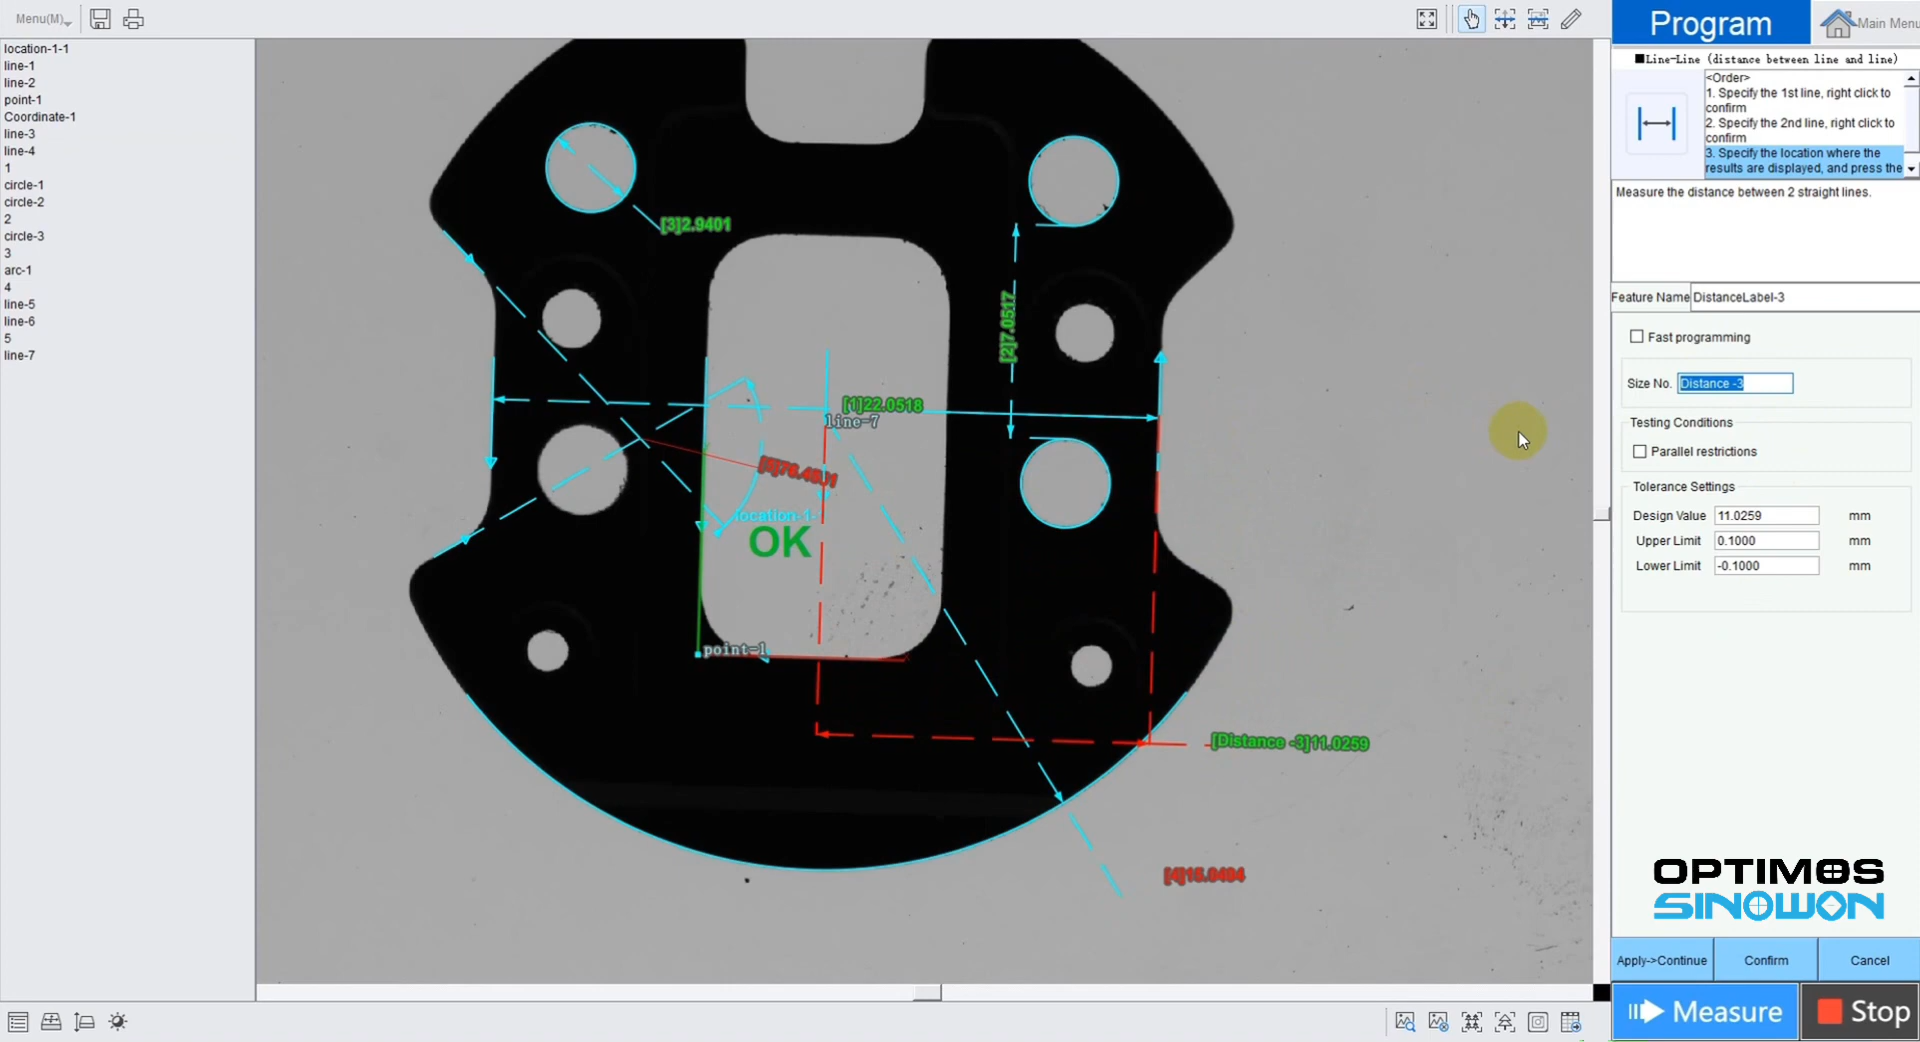 Menu(M)
Program
Main Menu
location-1-1
line-1
line-2
point-1
Coordinate-1
line-3
line-4
1
circle-1
circle-2
2
circle-3
3
arc-1
4
line-5
line-6
5
line-7
[3]2.9401
[2]7.0517
[1]22.0518
line-7
location-1-1
OK
point-1
[Distance -3]11.0259
■Line-Line (distance between line and line)
<Order>
1. Specify the 1st line, right click to
confirm
2. Specify the 2nd line, right click to
confirm
3. Specify the location where the
results are displayed, and press the
Measure the distance between 2 straight lines.
Feature Name DistanceLabel-3
Fast programming
Size No. Distance -3
Testing Conditions
Parallel restrictions
Tolerance Settings
Design Value 11.0259 mm
Upper Limit 0.1000 mm
Lower Limit -0.1000 mm
OPTIMOS
SINOWON
Apply->Continue Confirm Cancel
Measure Stop